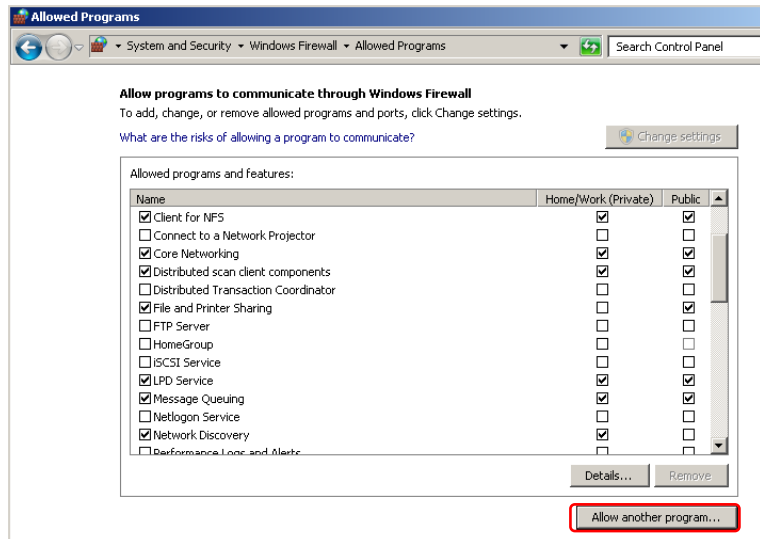 Allowed Programs
System and Security Windows Firewall Allowed Programs Search Control Panel
Allow programs to communicate through Windows Firewall
To add, change, or remove allowed programs and ports, click Change settings.
What are the risks of allowing a program to communicate? Change settings
Allowed programs and features:
Name Home/Work (Private) Public
Client for NFS
Connect to a Network Projector
Core Networking
Distributed scan client components
Distributed Transaction Coordinator
File and Printer Sharing
FTP Server
HomeGroup
iSCSI Service
LPD Service
Message Queuing
Netlogon Service
Network Discovery
Performance Logs and Alerts
Details... Remove
Allow another program...